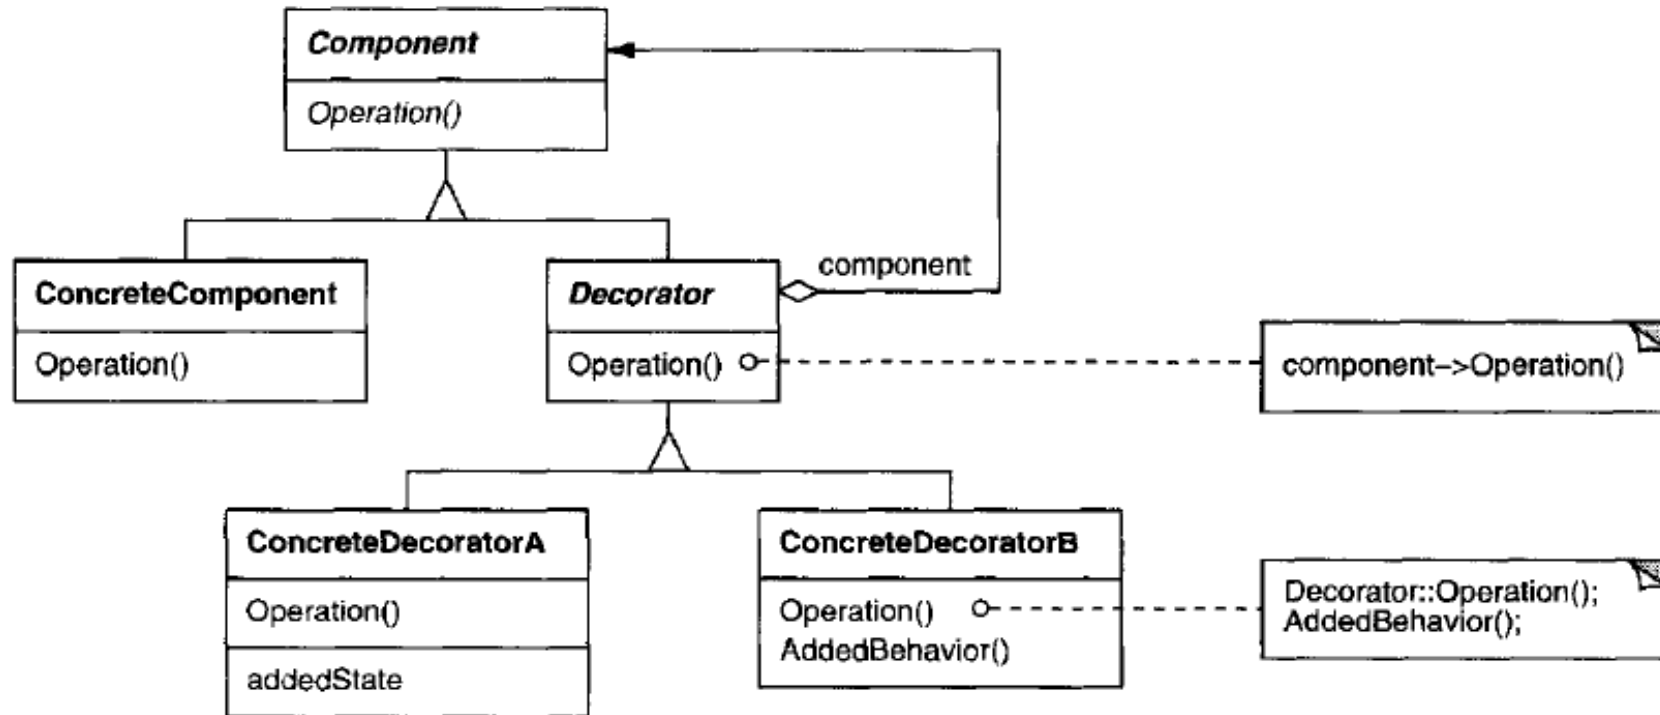 Component
Operation()
component
ConcreteComponent
Operation()
Decorator
Operation()
component->Operation()
ConcreteDecoratorA
Operation()
addedState
ConcreteDecoratorB
Operation()
AddedBehavior()
Decorator::Operation();
AddedBehavior();